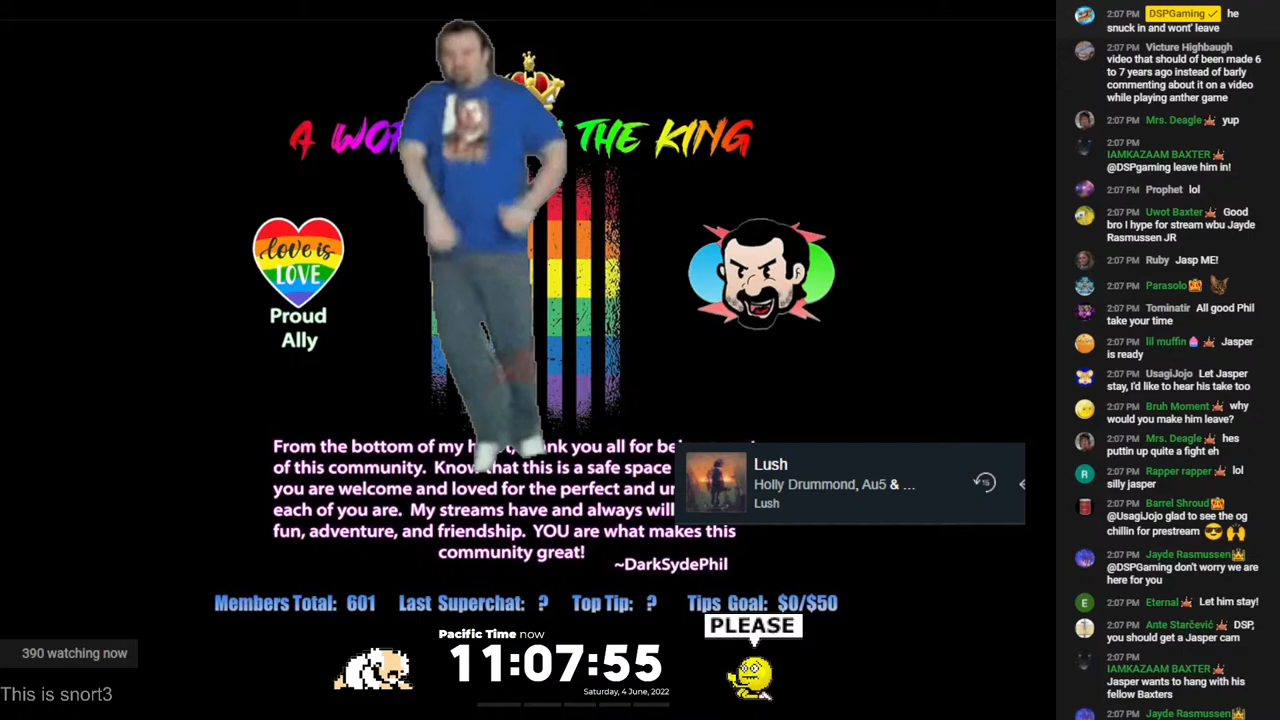 A WO
THE KING
love is
LOVE
Proud
Ally
From the bottom of my h
nk you all for be
of this community. Know that this is a safe space
you are welcome and loved for the perfect and un
each of you are. My streams have and always will
fun, adventure, and friendship. YOU are what makes this
community great!
~DarkSydePhil
Lush
Holly Drummond, Au5 & ...
Lush
15
Members Total: 601 Last Superchat: ? Top Tip: ? Tips Goal: $0/$50
PLEASE
Pacific Time now
11:07:55
Saturday, 4 June, 2022
390 watching now
This is snort3
2:07 PM DSPGaming he
snuck in and wont' leave
2:07 PM Victure Highbaugh
video that should of been made 6
to 7 years ago instead of barly
commenting about it on a video
while playing anther game
2:07 PM Mrs. Deagle yup
2:07 PM
IAMKAZAAM BAXTER
@DSPgaming leave him in!
2:07 PM Prophet lol
2:07 PM Uwot Baxter Good
bro I hype for stream wbu Jayde
Rasmussen JR
2:07 PM Ruby Jasp ME!
2:07 PM Parasolo
2:07 PM Tominatir All good Phil
take your time
2:07 PM lil muffin Jasper
is ready
2:07 PM UsagiJojo Let Jasper
stay, I'd like to hear his take too
2:07 PM Bruh Moment why
would you make him leave?
2:07 PM Mrs. Deagle hes
puttin up quite a fight eh
R
2:07 PM Rapper rapper lol
silly jasper
2:07 PM Barrel Shroud
@UsagiJojo glad to see the og
chillin for prestream
2:07 PM Jayde Rasmussen
@DSPGaming don't worry we are
here for you
E
2:07 PM Eternal Let him stay!
2:07 PM Ante Starčević DSP,
you should get a Jasper cam
2:07 PM
IAMKAZAAM BAXTER
Jasper wants to hang with his
fellow Baxters
2:07 PM Jayde Rasmussen